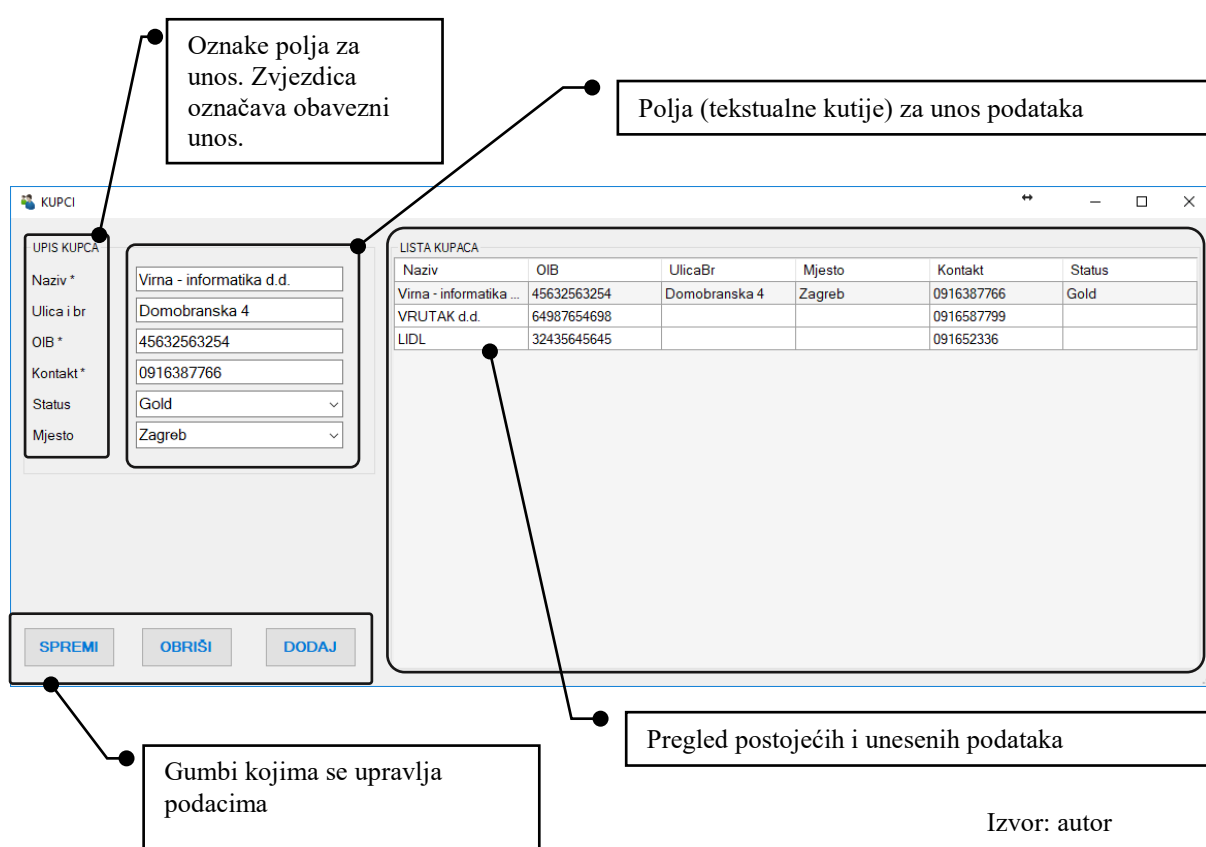 Oznake polja za
unos. Zvjezdica
označava obavezni
unos.
Polja (tekstualne kutije) za unos podataka
KUPCI
UPIS KUPCA
Naziv * Virna - informatika d.d.
Ulica i br Domobranska 4
OIB * 45632563254
Kontakt * 0916387766
Status Gold
Mjesto Zagreb
LISTA KUPACA
Naziv OIB UlicaBr Mjesto Kontakt Status
Virna - informatika ... 45632563254 Domobranska 4 Zagreb 0916387766 Gold
VRUTAK d.d. 64987654698 0916587799
LIDL 32435645645 091652336
SPREMI OBRIŠI DODAJ
Pregled postojećih i unesenih podataka
Gumbi kojima se upravlja
podacima
Izvor: autor